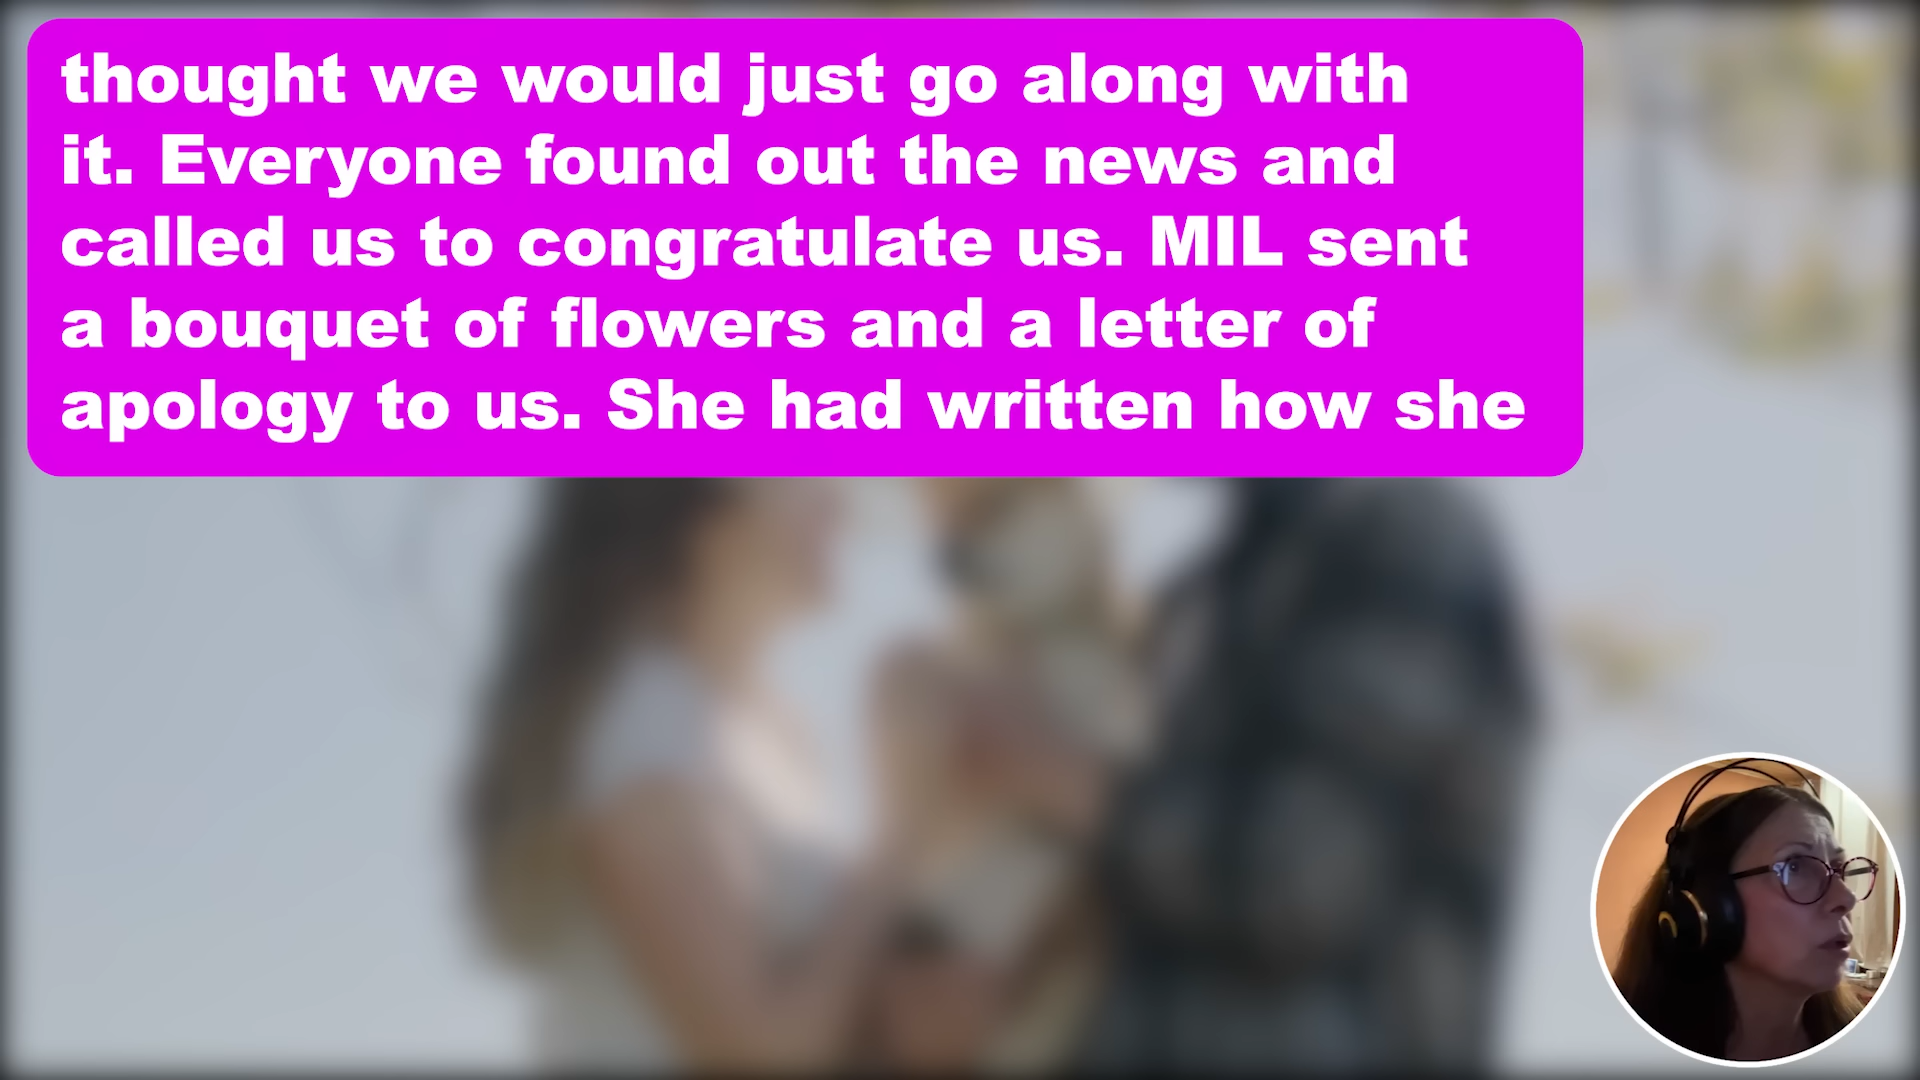 thought we would just go along with
it. Everyone found out the news and
called us to congratulate us. MIL sent
a bouquet of flowers and a letter of
apology to us. She had written how she